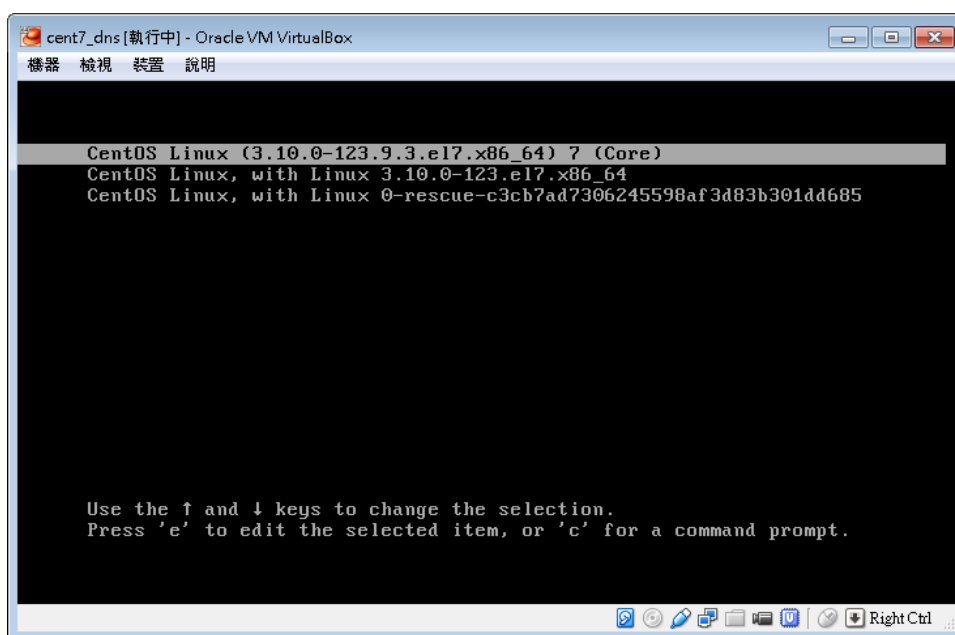 cent7_dns [執行中] - Oracle VM VirtualBox
機器 檢視 裝置 說明
CentOS Linux (3.10.0-123.9.3.el7.x86_64) 7 (Core)
CentOS Linux, with Linux 3.10.0-123.el7.x86_64
CentOS Linux, with Linux 0-rescue-c3cb7ad7306245598af3d83b301dd685
Use the ↑ and ↓ keys to change the selection.
Press 'e' to edit the selected item, or 'c' for a command prompt.
Right Ctrl